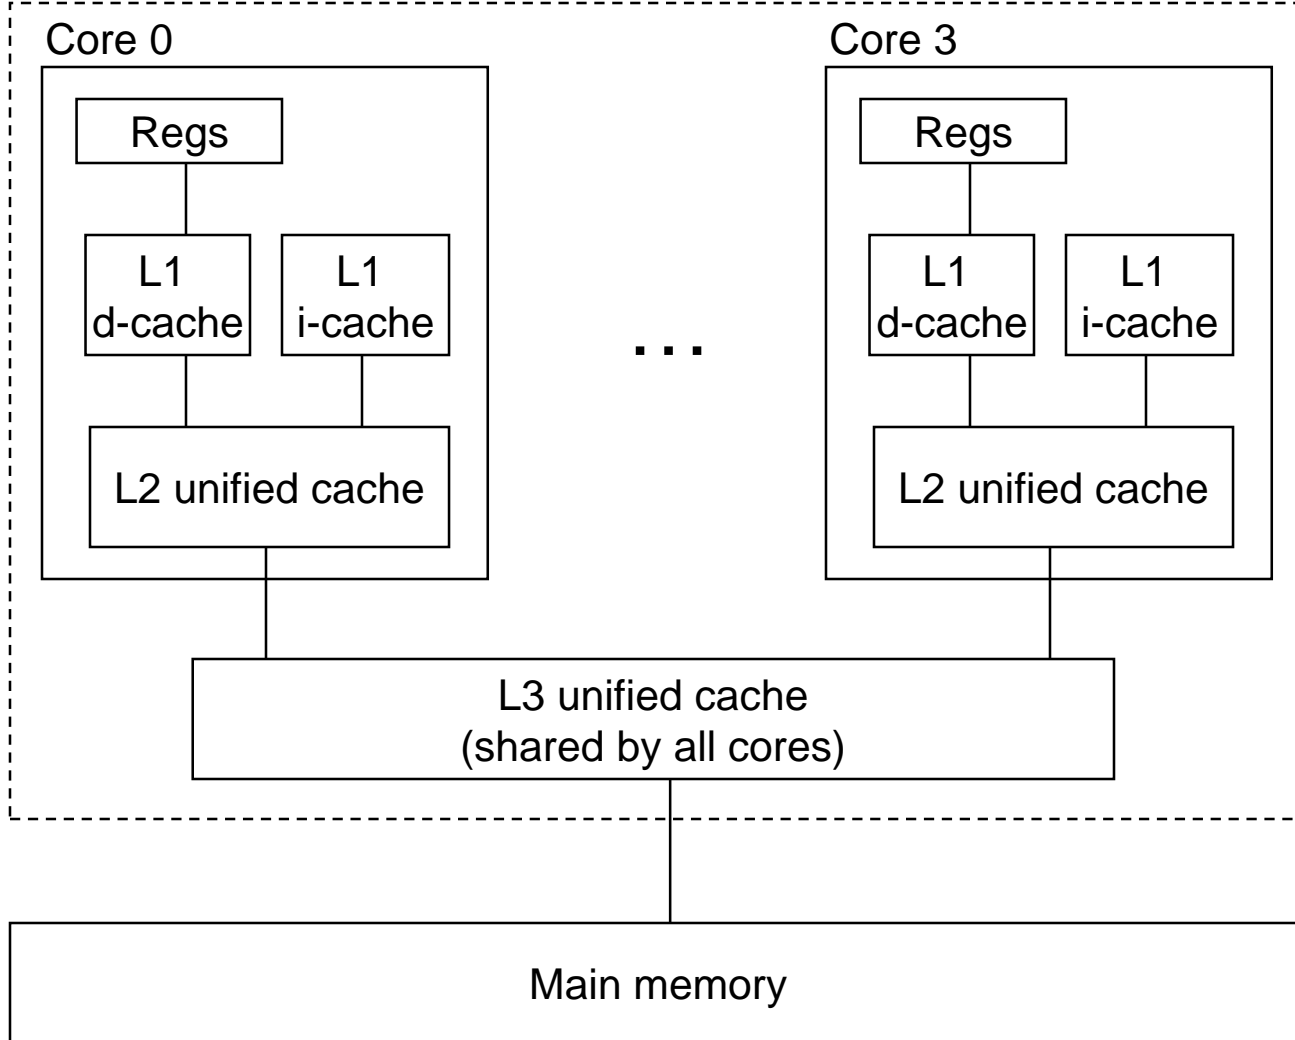 Core 0
Core 3
Regs
Regs
L1
d-cache
L1
i-cache
...
L1
d-cache
L1
i-cache
L2 unified cache
L2 unified cache
L3 unified cache
(shared by all cores)
Main memory